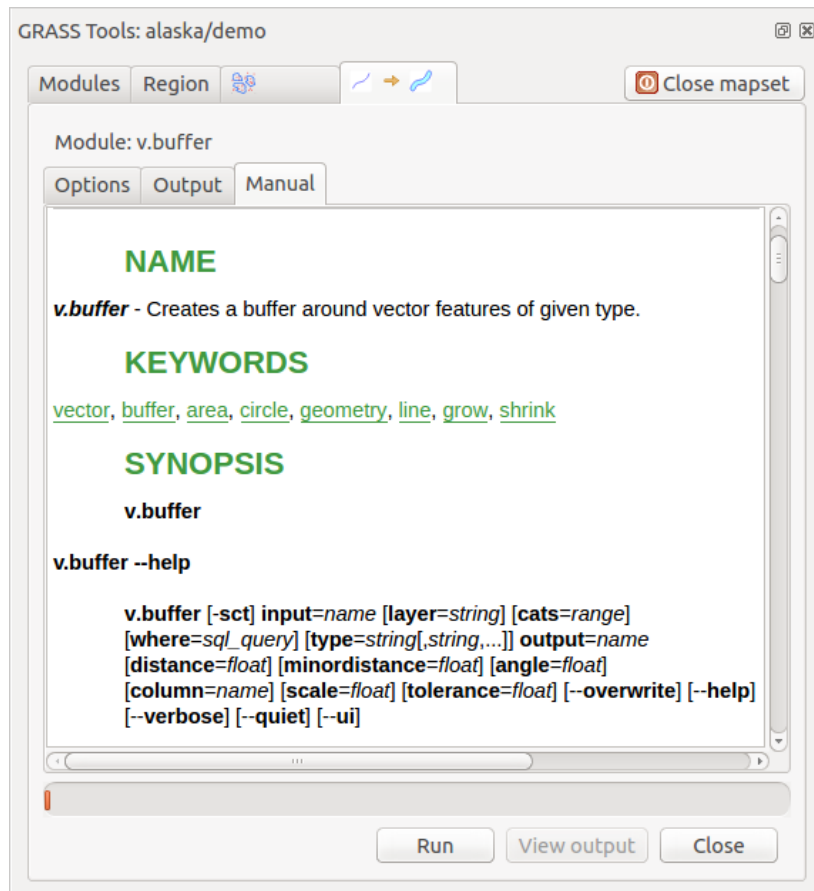 GRASS Tools: alaska/demo
Modules Region Close mapset
Module: v.buffer
Options Output Manual
NAME
v.buffer - Creates a buffer around vector features of given type.
KEYWORDS
vector, buffer, area, circle, geometry, line, grow, shrink
SYNOPSIS
v.buffer
v.buffer --help
v.buffer [-sct] input=name [layer=string] [cats=range]
[where=sql_query] [type=string[,string,...]] output=name
[distance=float] [minordistance=float] [angle=float]
[column=name] [scale=float] [tolerance=float] [--overwrite] [--help]
[--verbose] [--quiet] [--ui]
Run View output Close